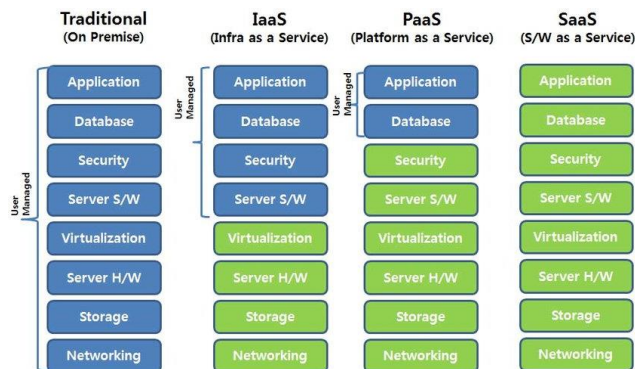 Traditional
(On Premise)
IaaS
(Infra as a Service)
PaaS
(Platform as a Service)
SaaS
(S/W as a Service)
User
Managed
Application
Database
Security
Server S/W
Virtualization
Server H/W
Storage
Networking
User
Managed
Application
Database
Security
Server S/W
Virtualization
Server H/W
Storage
Networking
User
Managed
Application
Database
Security
Server S/W
Virtualization
Server H/W
Storage
Networking
Application
Database
Security
Server S/W
Virtualization
Server H/W
Storage
Networking